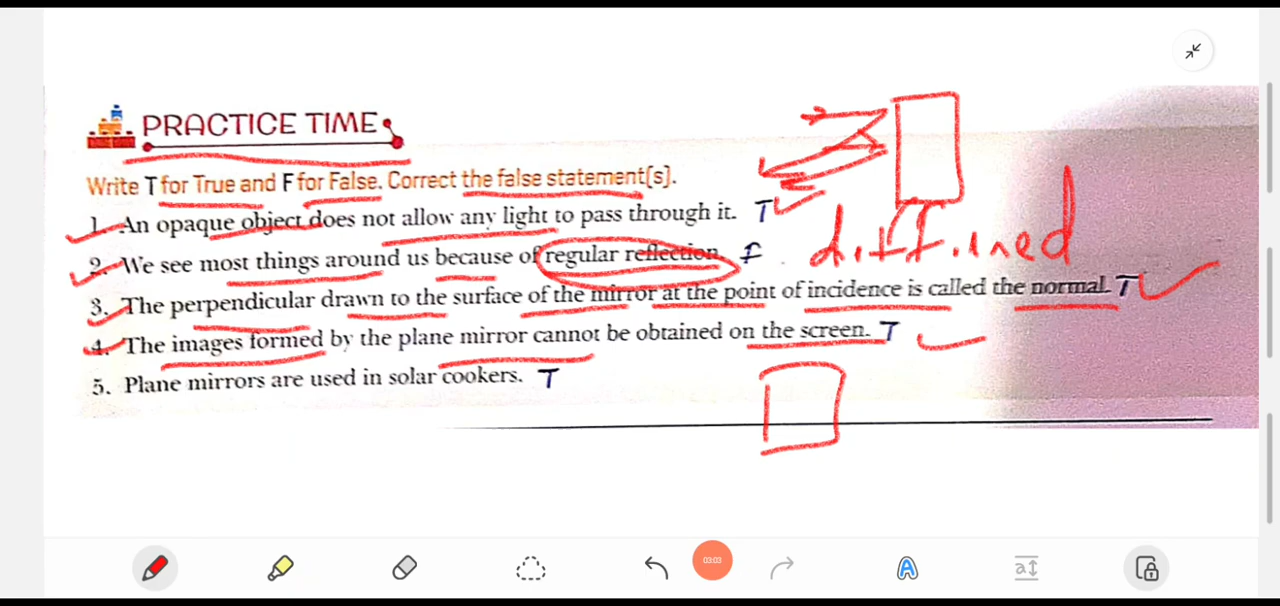 PRACTICE TIME
Write T for True and F for False. Correct the false statement(s).
1. An opaque object does not allow any light to pass through it. T
2. We see most things around us because of regular reflection. f diffined
3. The perpendicular drawn to the surface of the mirror at the point of incidence is called the normal. T
4. The images formed by the plane mirror cannot be obtained on the screen. T
5. Plane mirrors are used in solar cookers. T
03:03
A
a